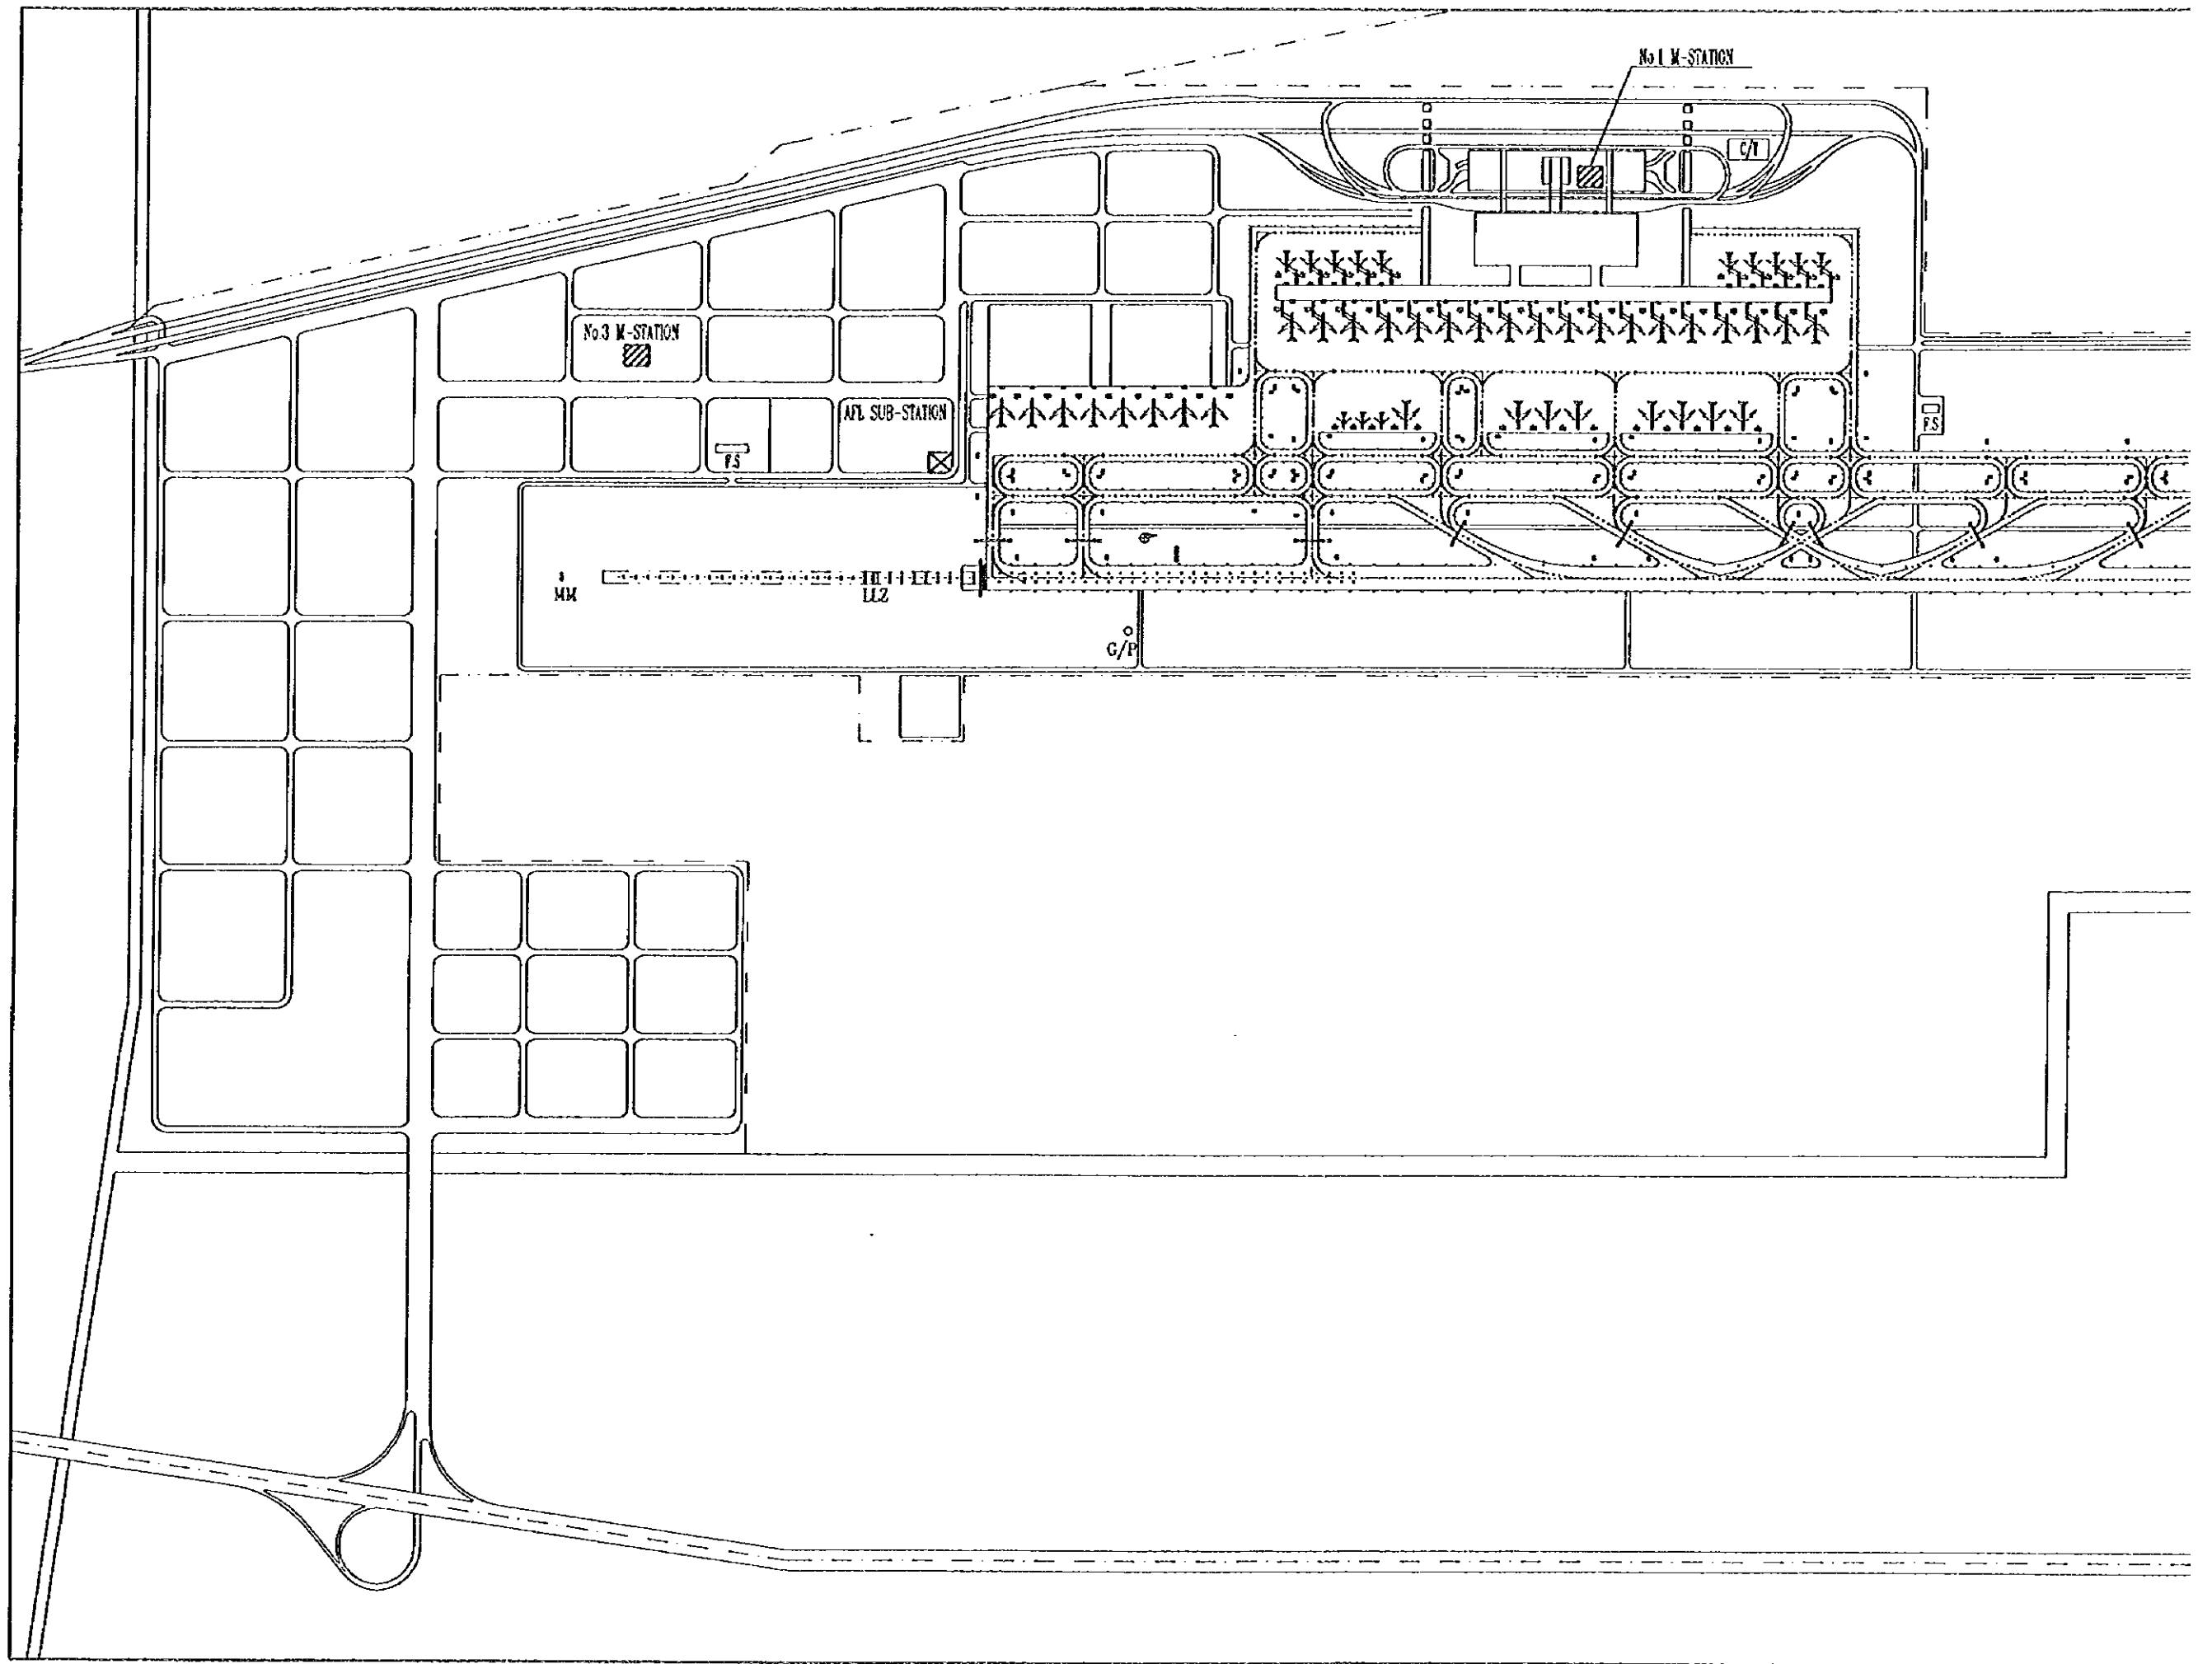 No.1 M-STATION
C/T
No.3 M-STATION
AFL SUB-STATION
F.S
F.S
MM
LLZ
G/P